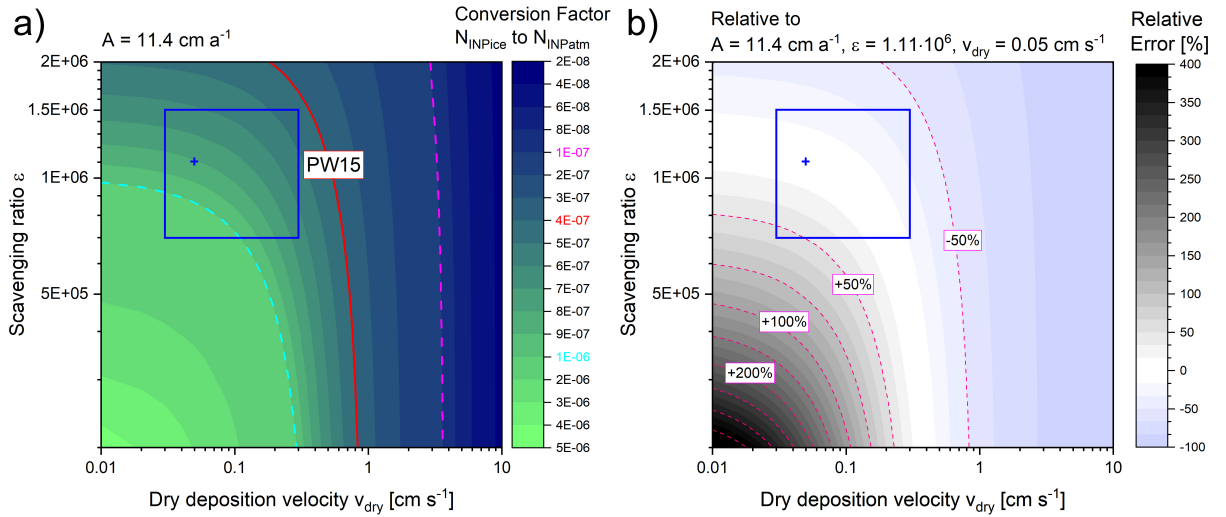 a)
A = 11.4 cm a⁻¹
Conversion Factor
N_INPice to N_INPatm
2E+06
1.5E+06
1E+06
5E+05
Scavenging ratio ε
PW15
0.01
0.1
1
10
Dry deposition velocity v_dry [cm s⁻¹]
2E-08
4E-08
6E-08
8E-08
1E-07
2E-07
3E-07
4E-07
5E-07
6E-07
7E-07
8E-07
9E-07
1E-06
2E-06
3E-06
4E-06
5E-06
b)
Relative to
A = 11.4 cm a⁻¹, ε = 1.11·10⁶, v_dry = 0.05 cm s⁻¹
Relative
Error [%]
2E+06
1.5E+06
1E+06
5E+05
Scavenging ratio ε
-50%
+50%
+100%
+200%
0.01
0.1
1
10
Dry deposition velocity v_dry [cm s⁻¹]
400
350
300
250
200
150
100
50
0
-50
-100